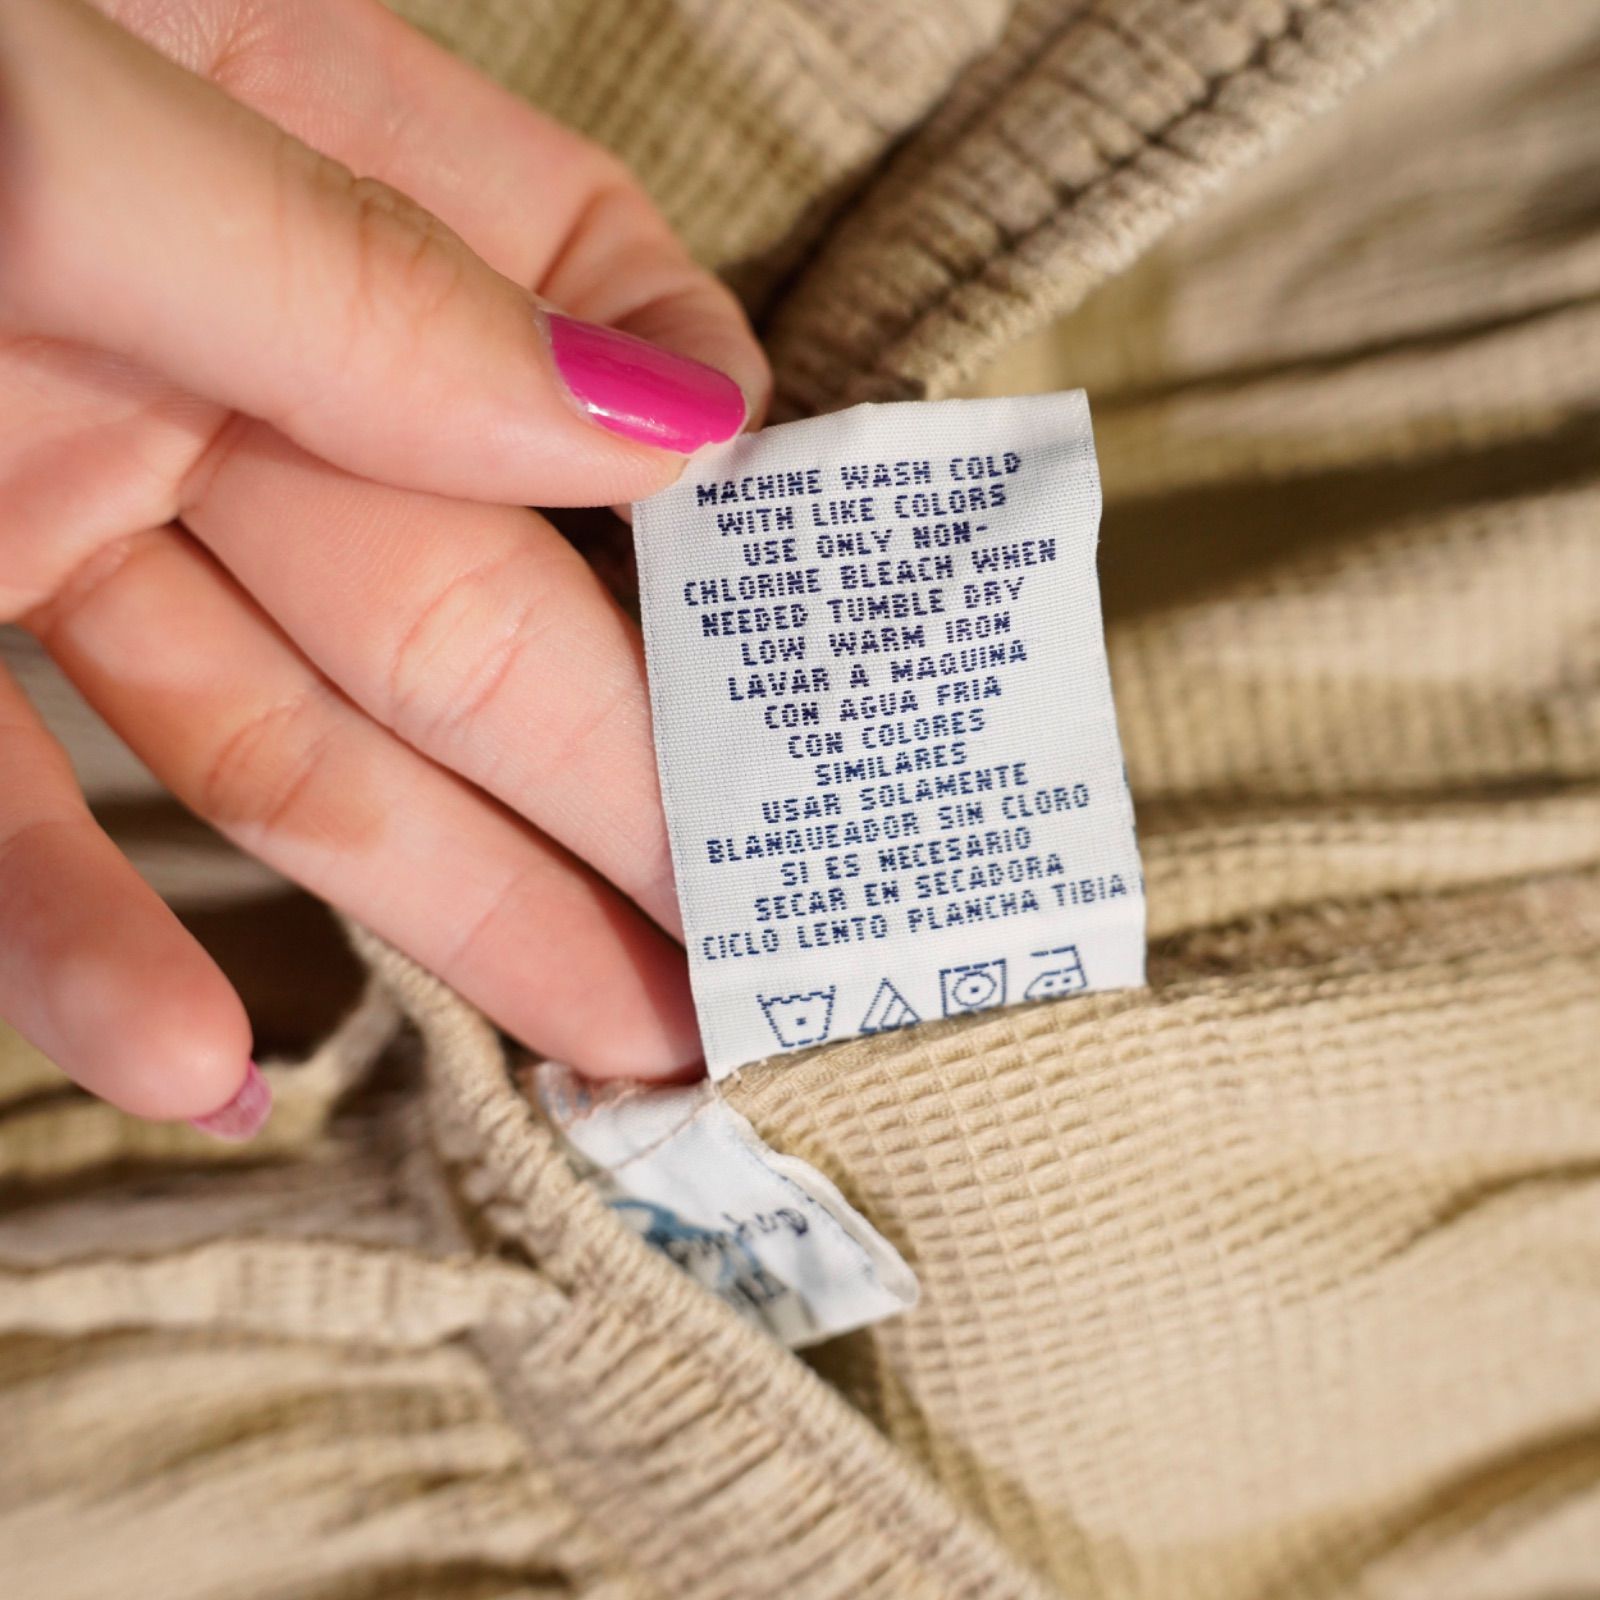 MACHINE WASH COLD
WITH LIKE COLORS
USE ONLY NON-
CHLORINE BLEACH WHEN
NEEDED TUMBLE DRY
LOW WARM IRON
LAVAR A MAQUINA
CON AGUA FRIA
CON COLORES
SIMILARES
USAR SOLAMENTE
BLANQUEADOR SIN CLORO
SI ES NECESARIO
SECAR EN SECADORA
CICLO LENTO PLANCHA TIBIA